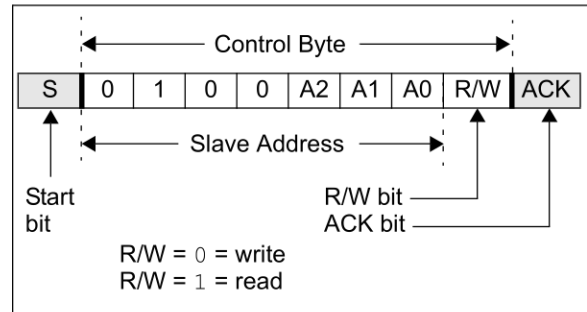 Control Byte
S 0 1 0 0 A2 A1 A0 R/W ACK
Slave Address
Start bit
R/W bit
ACK bit
R/W = 0 = write
R/W = 1 = read